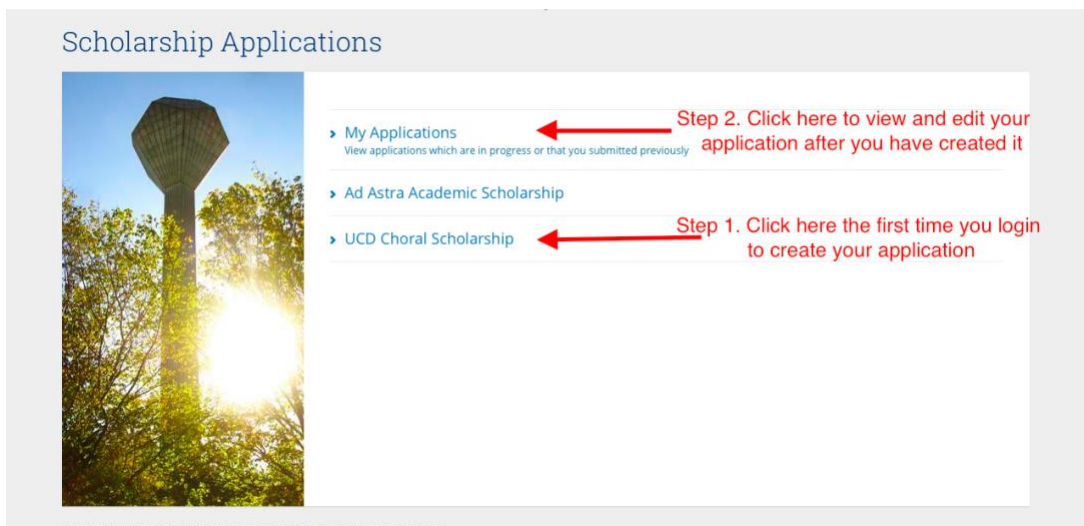 Scholarship Applications
My Applications
View applications which are in progress or that you submitted previously
Step 2. Click here to view and edit your
application after you have created it
Ad Astra Academic Scholarship
UCD Choral Scholarship
Step 1. Click here the first time you login
to create your application